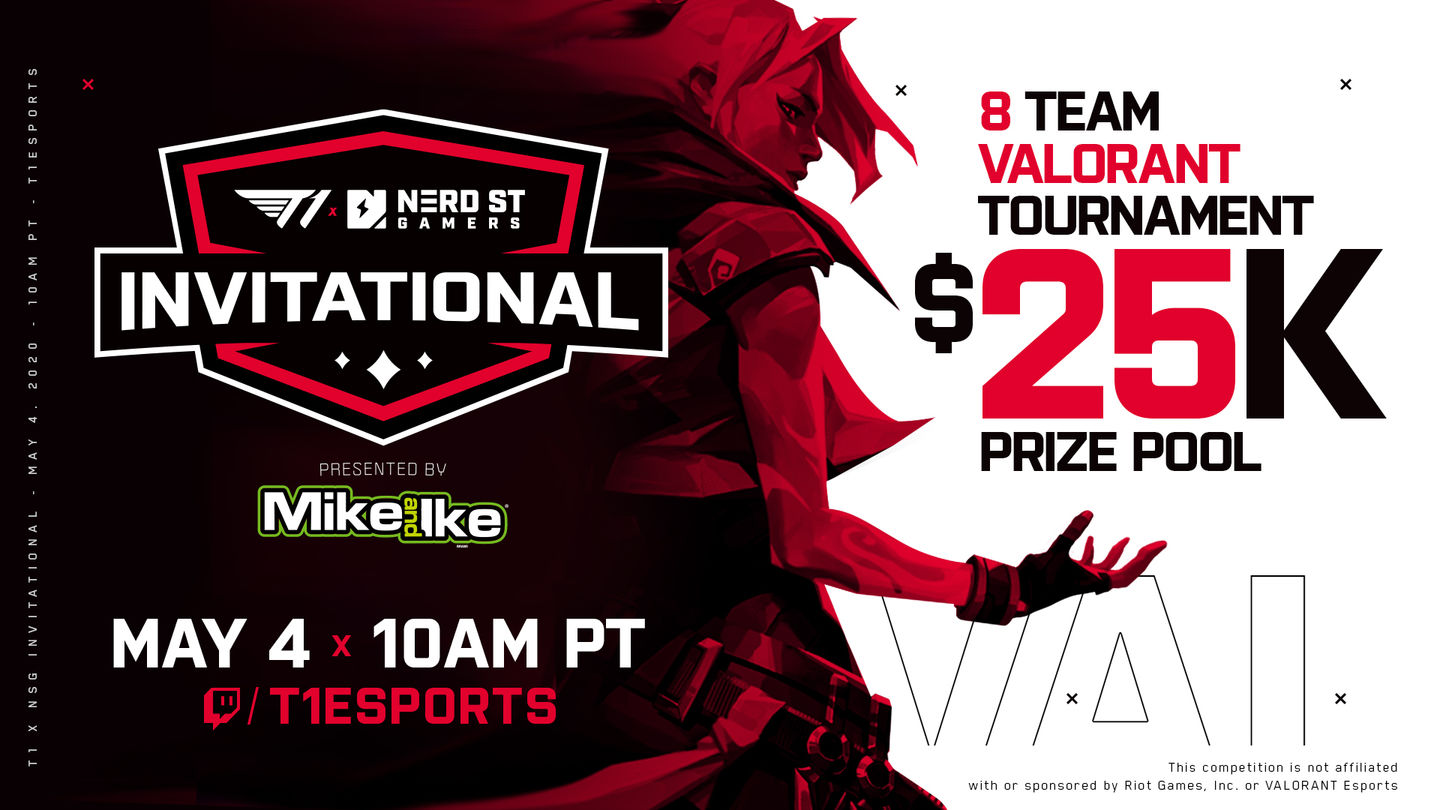 T1 X NSG INVITATIONAL - MAY 4. 2020 - 10AM PT - T1ESPORTS
T1 x NERD ST
GAMERS
INVITATIONAL
PRESENTED BY
Mike and Ike
MAY 4 x 10AM PT
/ T1ESPORTS
8 TEAM
VALORANT
TOURNAMENT
$25K
PRIZE POOL
VAL
This competition is not affiliated
with or sponsored by Riot Games, Inc. or VALORANT Esports